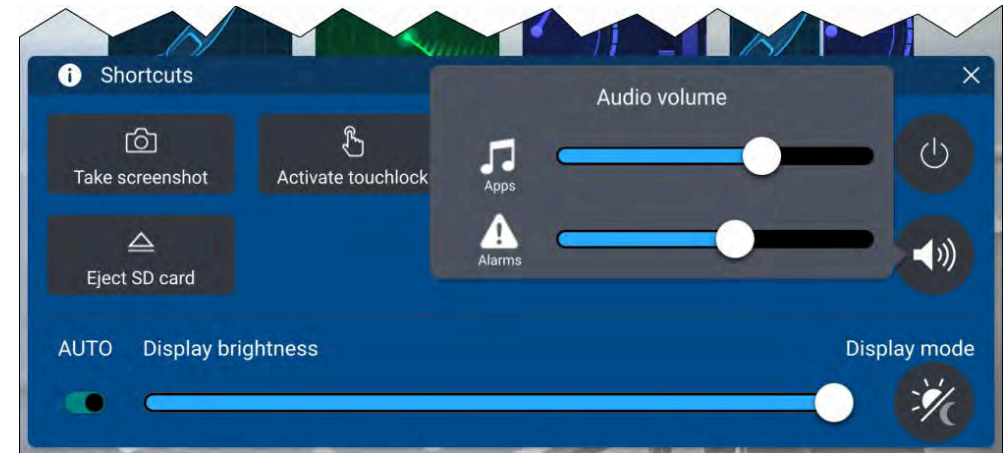 Shortcuts
Audio volume
Take screenshot
Activate touchlock
Apps
Eject SD card
Alarms
AUTO
Display brightness
Display mode